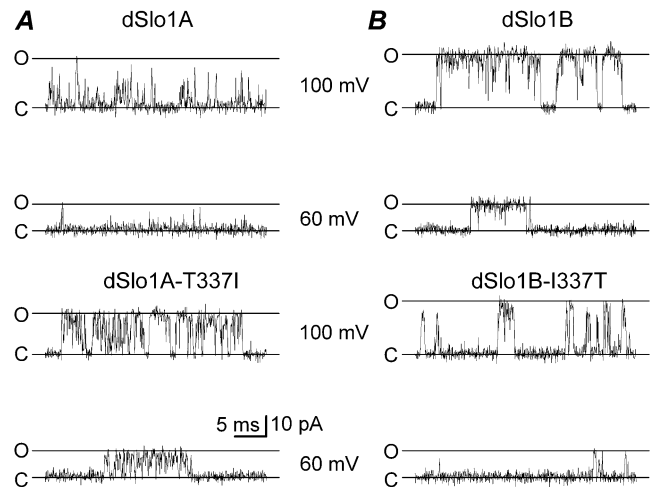 A dSlo1A
B dSlo1B
O
C
100 mV
O
C
O
C
60 mV
O
C
dSlo1A-T337I
dSlo1B-I337T
O
C
100 mV
O
C
5 ms 10 pA
O
C
60 mV
O
C